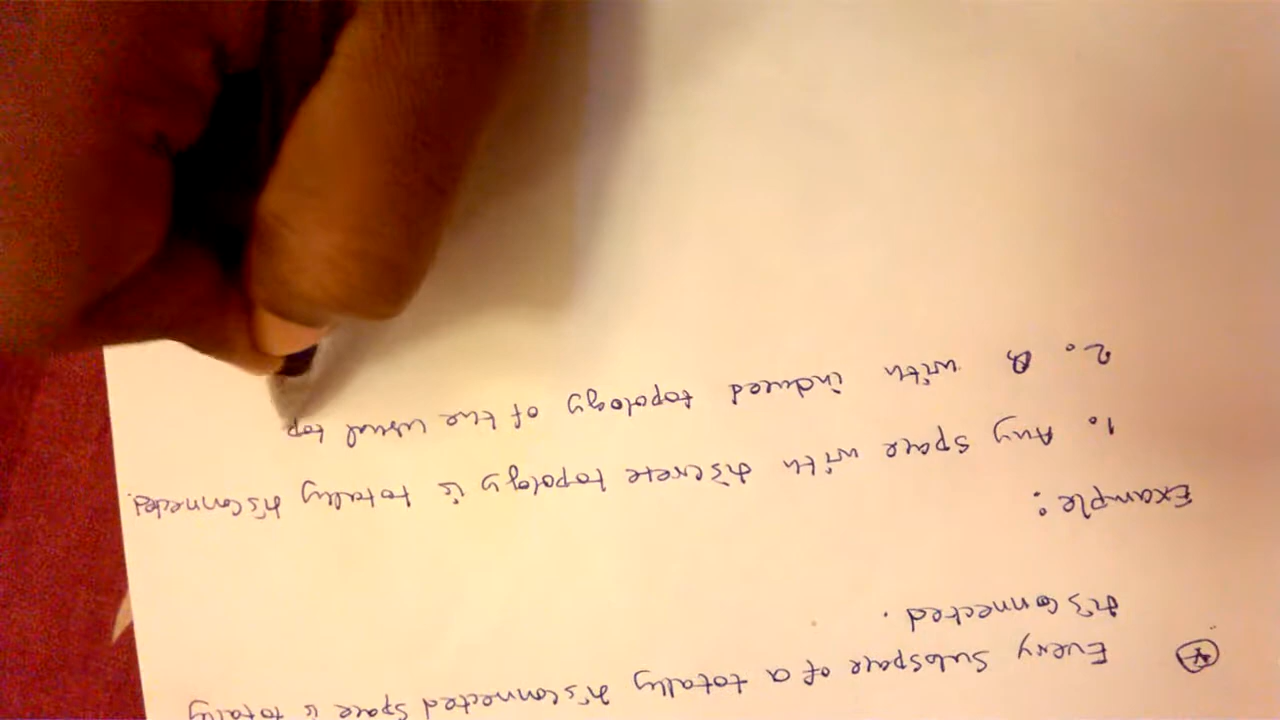 Every Subspace of a totally disconnected space is totally
disconnected.
Example:
1. Any space with discrete topology is totally disconnected.
2. Q with induced topology of the usual top